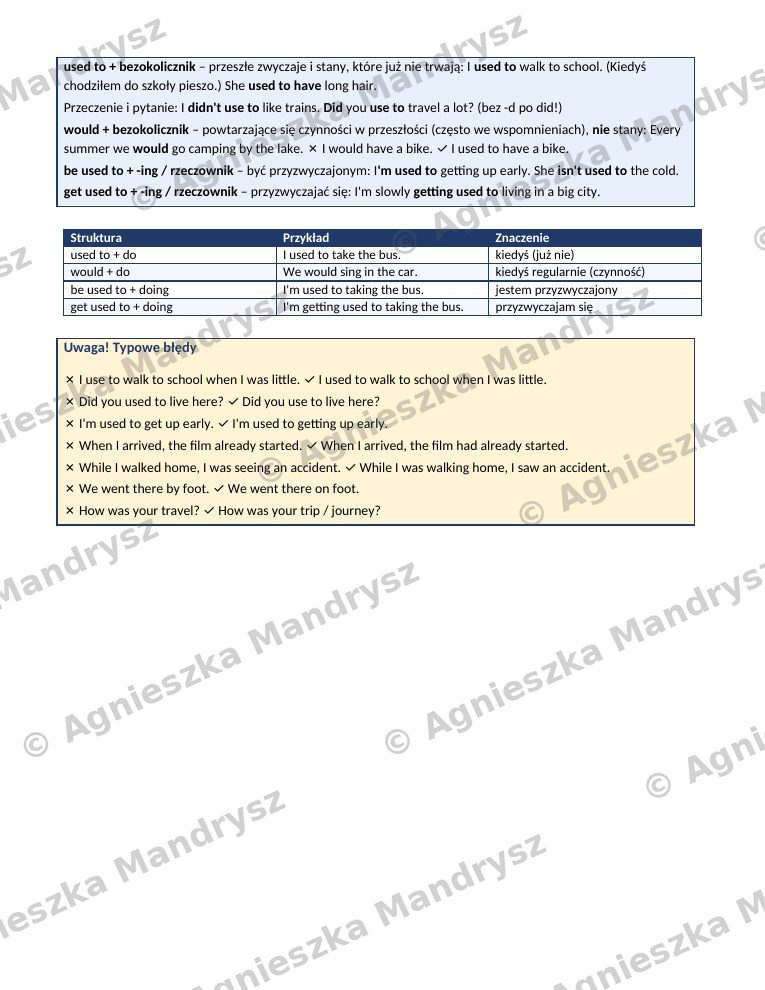 used to + bezokolicznik – przeszłe zwyczaje i stany, które już nie trwają: I used to walk to school. (Kiedyś
chodziłem do szkoły pieszo.) She used to have long hair.
Przeczenie i pytanie: I didn't use to like trains. Did you use to travel a lot? (bez -d po did!)
would + bezokolicznik – powtarzające się czynności w przeszłości (często we wspomnieniach), nie stany: Every
summer we would go camping by the lake. ✕ I would have a bike. ✓ I used to have a bike.
be used to + -ing / rzeczownik – być przyzwyczajonym: I'm used to getting up early. She isn't used to the cold.
get used to + -ing / rzeczownik – przyzwyczajać się: I'm slowly getting used to living in a big city.
Struktura Przykład Znaczenie
used to + do I used to take the bus. kiedyś (już nie)
would + do We would sing in the car. kiedyś regularnie (czynność)
be used to + doing I'm used to taking the bus. jestem przyzwyczajony
get used to + doing I'm getting used to taking the bus. przyzwyczajam się
Uwaga! Typowe błędy
✕ I use to walk to school when I was little. ✓ I used to walk to school when I was little.
✕ Did you used to live here? ✓ Did you use to live here?
✕ I'm used to get up early. ✓ I'm used to getting up early.
✕ When I arrived, the film already started. ✓ When I arrived, the film had already started.
✕ While I walked home, I was seeing an accident. ✓ While I was walking home, I saw an accident.
✕ We went there by foot. ✓ We went there on foot.
✕ How was your travel? ✓ How was your trip / journey?
© Agnieszka Mandrysz